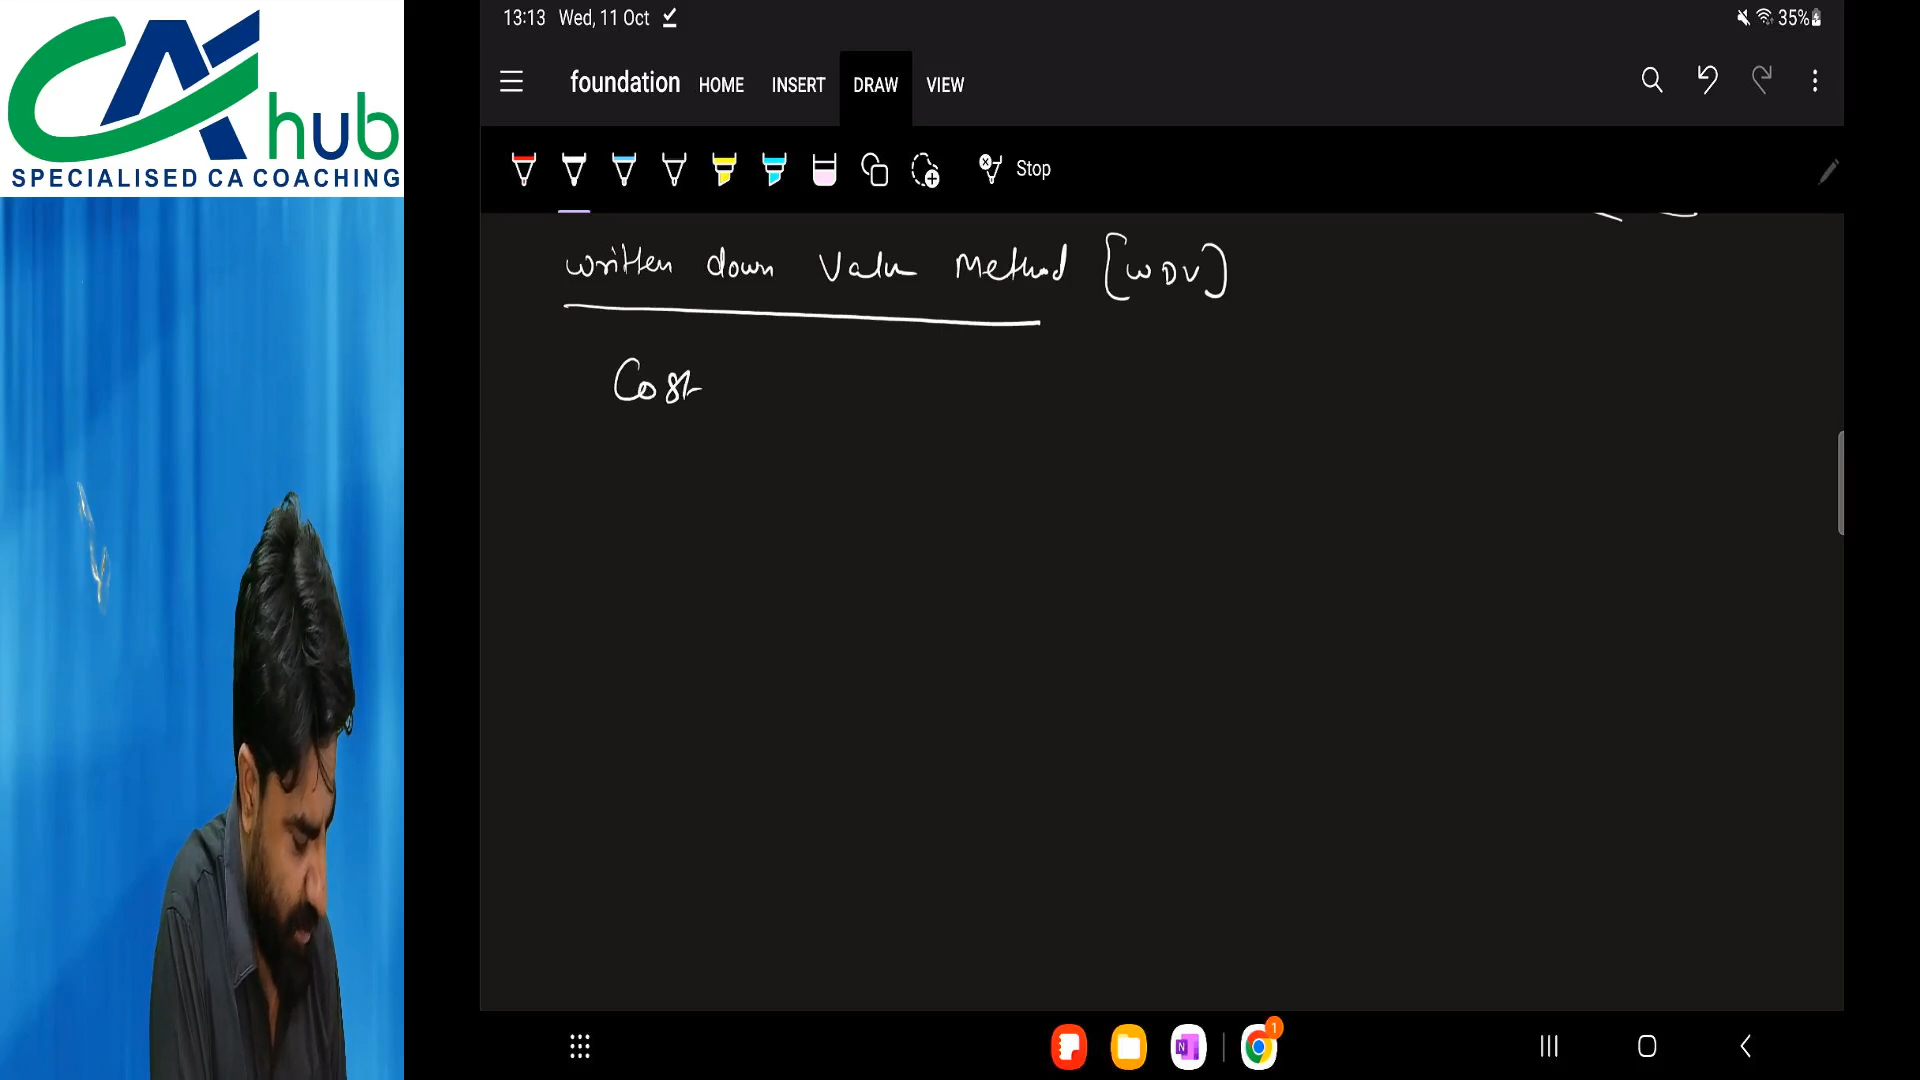 CA hub
SPECIALISED CA COACHING
13:13 Wed, 11 Oct
35%
foundation HOME INSERT DRAW VIEW
Stop
written down Value Method [WDV]
Cost
1